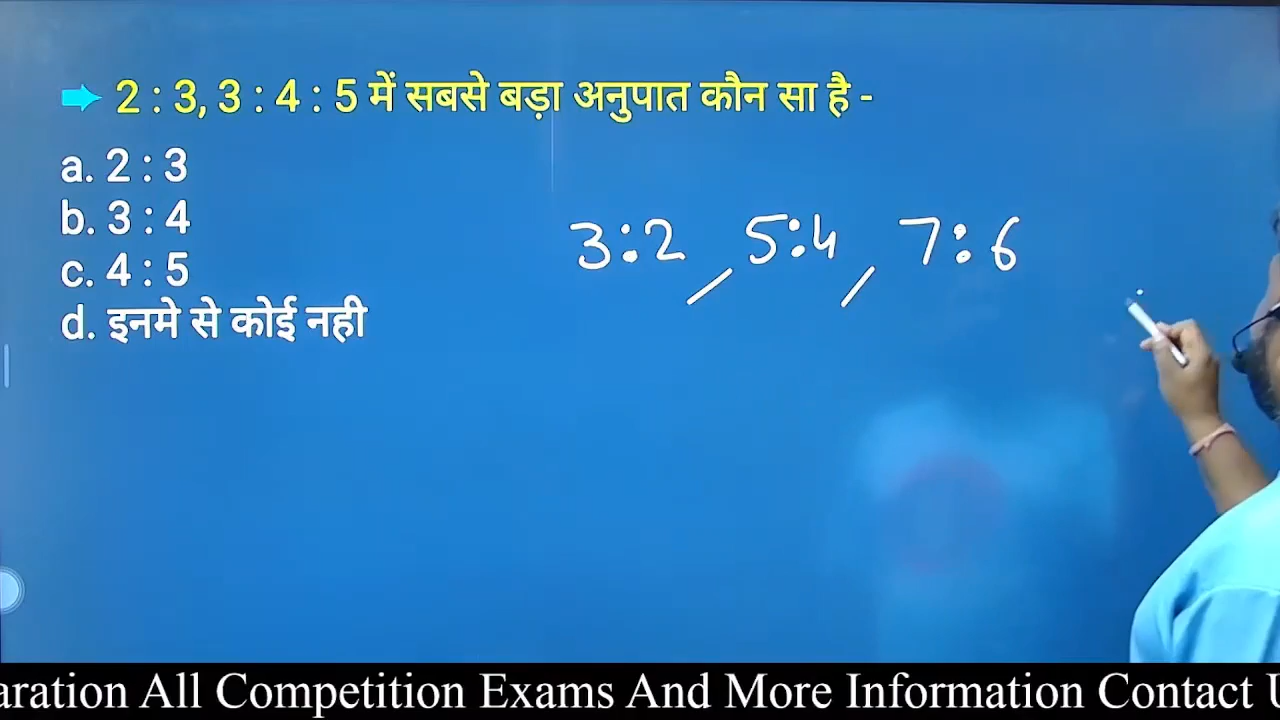 2 : 3, 3 : 4 : 5 में सबसे बड़ा अनुपात कौन सा है -
a. 2 : 3
b. 3 : 4
c. 4 : 5
d. इनमे से कोई नही
3:2, 5:4, 7:6
aration All Competition Exams And More Information Contact U